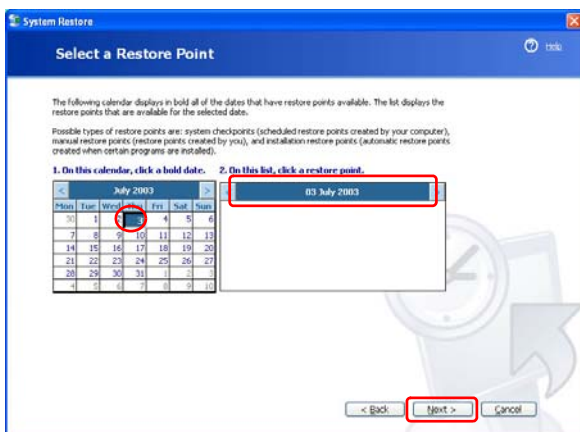 System Restore
Select a Restore Point
Help
The following calendar displays in bold all of the dates that have restore points available. The list displays the
restore points that are available for the selected date.
Possible types of restore points are: system checkpoints (scheduled restore points created by your computer),
manual restore points (restore points created by you), and installation restore points (automatic restore points
created when certain programs are installed).
1. On this calendar, click a bold date. 2. On this list, click a restore point.
< July 2003 > < 03 July 2003 >
Mon Tue Wed Thu Fri Sat Sun
30 1 2 3 4 5 6
7 8 9 10 11 12 13
14 15 16 17 18 19 20
21 22 23 24 25 26 27
28 29 30 31 1 2 3
4 5 6 7 8 9 10
< Back Next > Cancel